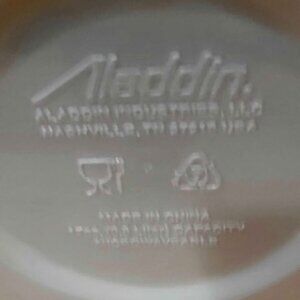 Aladdin.
ALADDIN INDUSTRIES, LLC
NASHVILLE, TN USA
MADE IN CHINA
CAPACITY